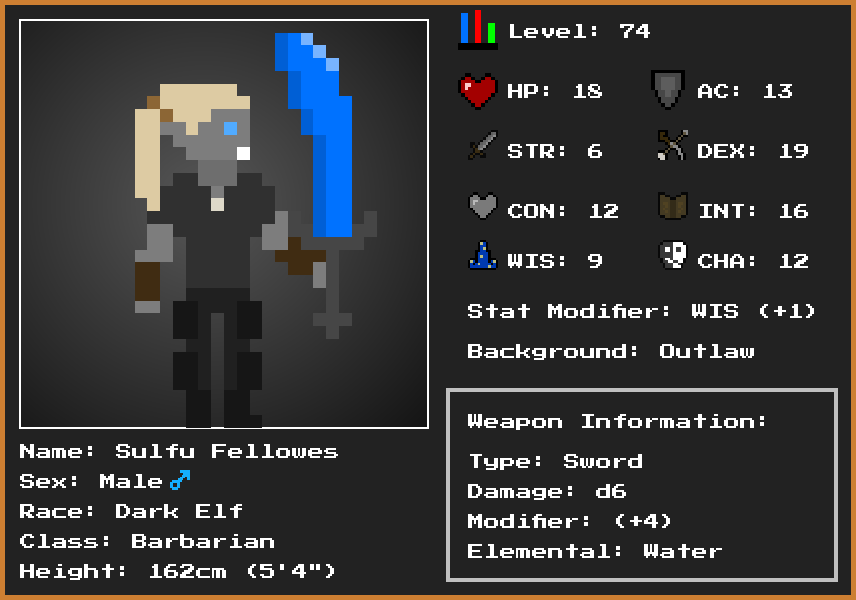 Level: 74
HP: 18
AC: 13
STR: 6
DEX: 19
CON: 12
INT: 16
WIS: 9
CHA: 12
Stat Modifier: WIS (+1)
Background: Outlaw
Weapon Information:
Type: Sword
Damage: d6
Modifier: (+4)
Elemental: Water
Name: Sulfu Fellowes
Sex: Male♂
Race: Dark Elf
Class: Barbarian
Height: 162cm (5'4")